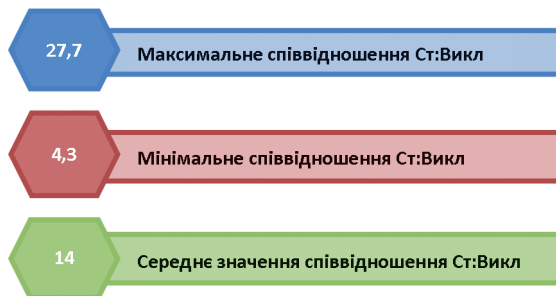 27,7 Максимальне співвідношення Ст:Викл
4,3 Мінімальне співвідношення Ст:Викл
14 Середнє значення співвідношення Ст:Викл